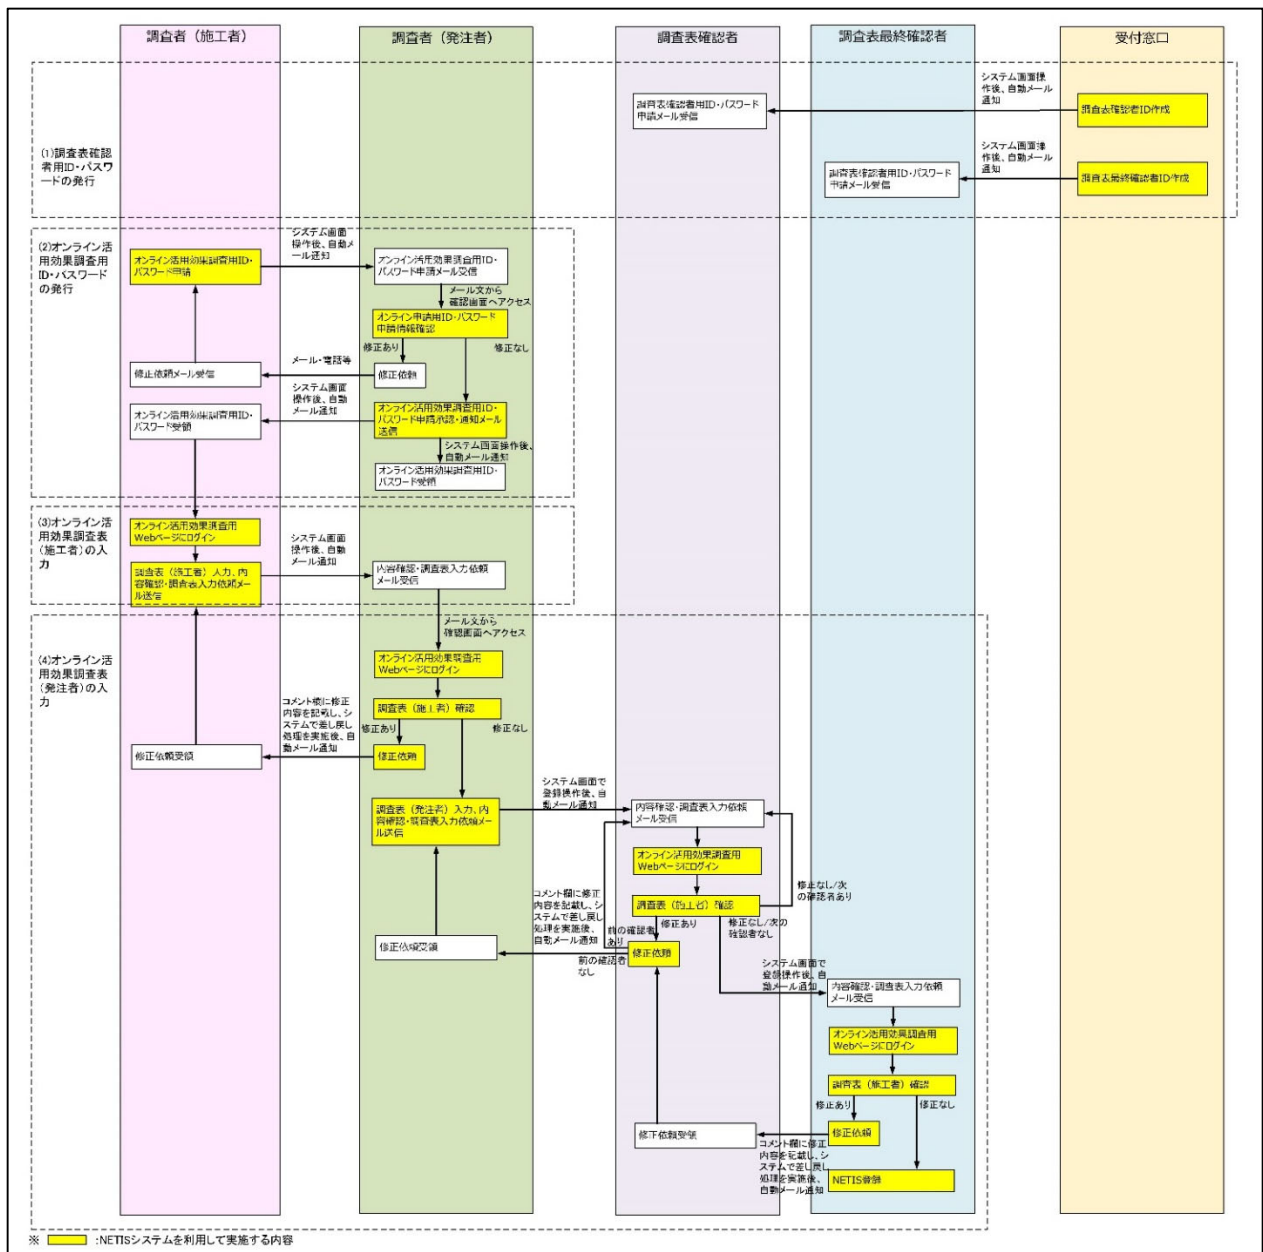 調査者（施工者）
調査者（発注者）
調査表確認者
調査表最終確認者
受付窓口
(1)調査表確認
者用ID・パスワ
ードの発行
調査表確認者用ID・パスワード
申請メール受信
システム画面操
作後、自動メール
通知
調査表確認者ID作成
調査表確認者用ID・パスワード
申請メール受信
システム画面操
作後、自動メール
通知
調査表最終確認者ID作成
(2)オンライン活
用効果調査用
ID・パスワード
の発行
オンライン活用効果調査用ID・
パスワード申請
システム画面
操作後、自動メ
ール通知
オンライン活用効果調査用ID・
パスワード申請メール受信
メール文から
確認画面へアクセス
オンライン申請用ID・パスワード
申請情報確認
修正あり
修正なし
メール・電話等
修正依頼メール受信
修正依頼
システム画面
操作後、自動
メール通知
オンライン活用効果調査用ID・
パスワード受領
オンライン活用効果調査用ID・
パスワード申請承認・通知メール
送信
システム画面操作後、
自動メール通知
オンライン活用効果調査用ID・
パスワード受領
(3)オンライン活
用効果調査表
(施工者)の入
力
オンライン活用効果調査用
Webページにログイン
調査表（施工者）入力、内
容確認・調査表入力依頼メー
ル送信
システム画面
操作後、自動
メール通知
内容確認・調査表入力依頼
メール受信
メール文から
確認画面へアクセス
(4)オンライン活
用効果調査表
(発注者)の入
力
オンライン活用効果調査用
Webページにログイン
調査表（施工者）確認
修正あり
修正なし
コメント欄に修正
内容を記載し、シ
ステムで差し戻し
処理を実施後、自
動メール通知
修正依頼受領
修正依頼
調査表（発注者）入力、内
容確認・調査表入力依頼メー
ル送信
システム画面で
登録操作後、自
動メール通知
内容確認・調査表入力依頼
メール受信
オンライン活用効果調査用
Webページにログイン
調査表（施工者）確認
修正なし/次
の確認者あり
修正あり
修正なし/次の
確認者なし
コメント欄に修正
内容を記載し、シ
ステムで差し戻し
処理を実施後、
自動メール通知
前の確認者
あり
前の確認者
なし
修正依頼受領
修正依頼
システム画面で
登録操作後、自
動メール通知
内容確認・調査表入力依頼
メール受信
オンライン活用効果調査用
Webページにログイン
調査表（施工者）確認
修正あり
修正なし
修正依頼受領
修正依頼
コメント欄に修正
内容を記載し、シ
ステムで差し戻し
処理を実施後、
自動メール通知
NETIS登録
※ :NETISシステムを利用して実施する内容